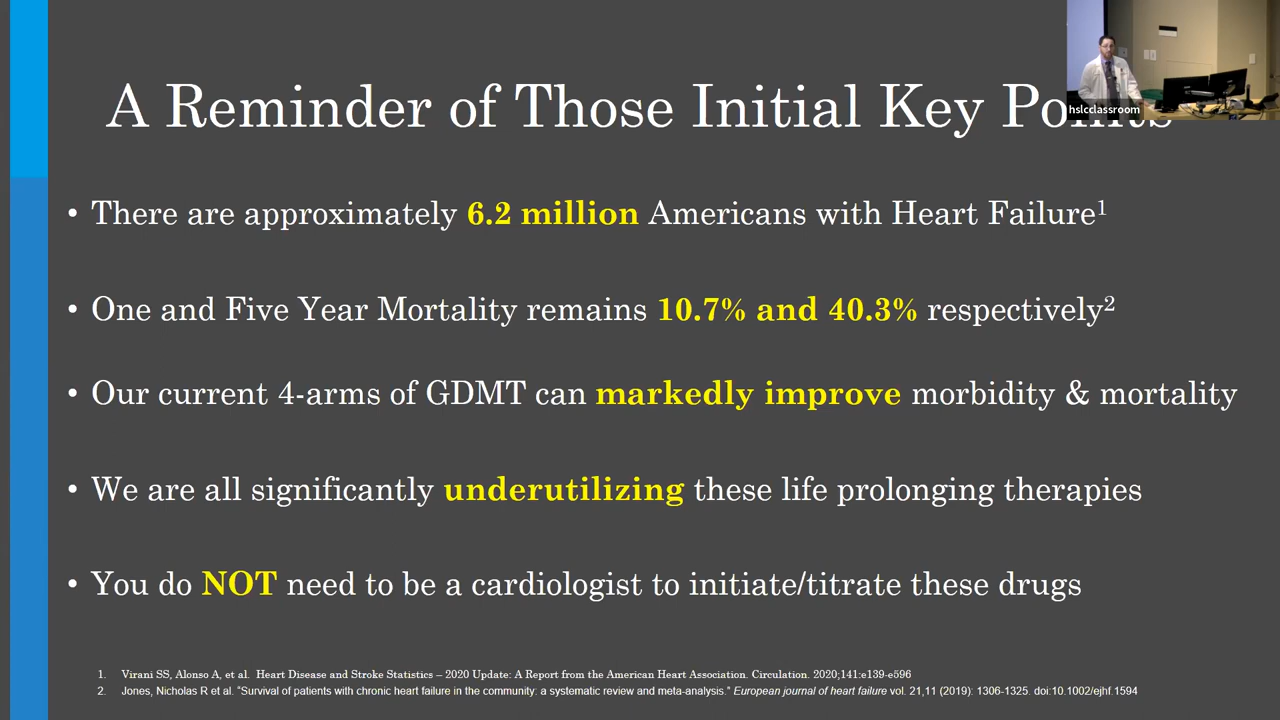 A Reminder of Those Initial Key Points
hslcclassroom
• There are approximately 6.2 million Americans with Heart Failure1
• One and Five Year Mortality remains 10.7% and 40.3% respectively2
• Our current 4-arms of GDMT can markedly improve morbidity & mortality
• We are all significantly underutilizing these life prolonging therapies
• You do NOT need to be a cardiologist to initiate/titrate these drugs
1. Virani SS, Alonso A, et al. Heart Disease and Stroke Statistics – 2020 Update: A Report from the American Heart Association. Circulation. 2020;141:e139-e596
2. Jones, Nicholas R et al. "Survival of patients with chronic heart failure in the community: a systematic review and meta-analysis." European journal of heart failure vol. 21,11 (2019): 1306-1325. doi:10.1002/ejhf.1594